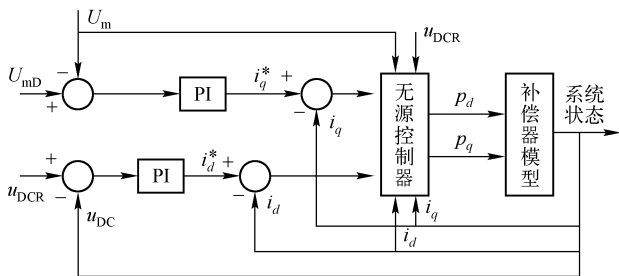 U_m
u_DCR
U_mD
−
+
PI
i_q^*
+
−
i_q
无源控制器
p_d
p_q
补偿器模型
系统
状态
u_DCR
+
−
u_DC
PI
i_d^*
+
−
i_d
i_q
i_d